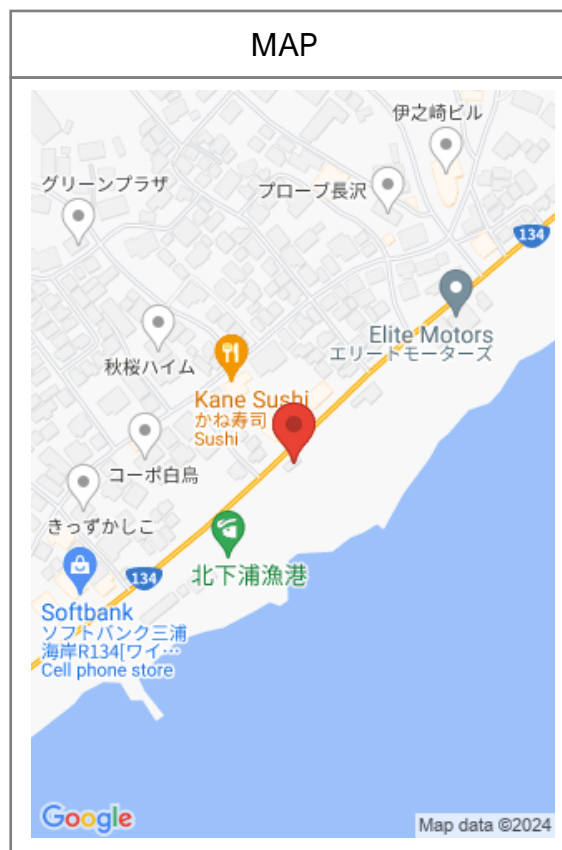 MAP
伊之崎ビル
グリーンプラザ
プローブ長沢
134
Elite Motors
エリートモーターズ
秋桜ハイム
Kane Sushi
かね寿司
Sushi
コーポ白鳥
きっずかしこ
北下浦漁港
134
Softbank
ソフトバンク三浦
海岸R134[ワイ…
Cell phone store
Google
Map data ©2024